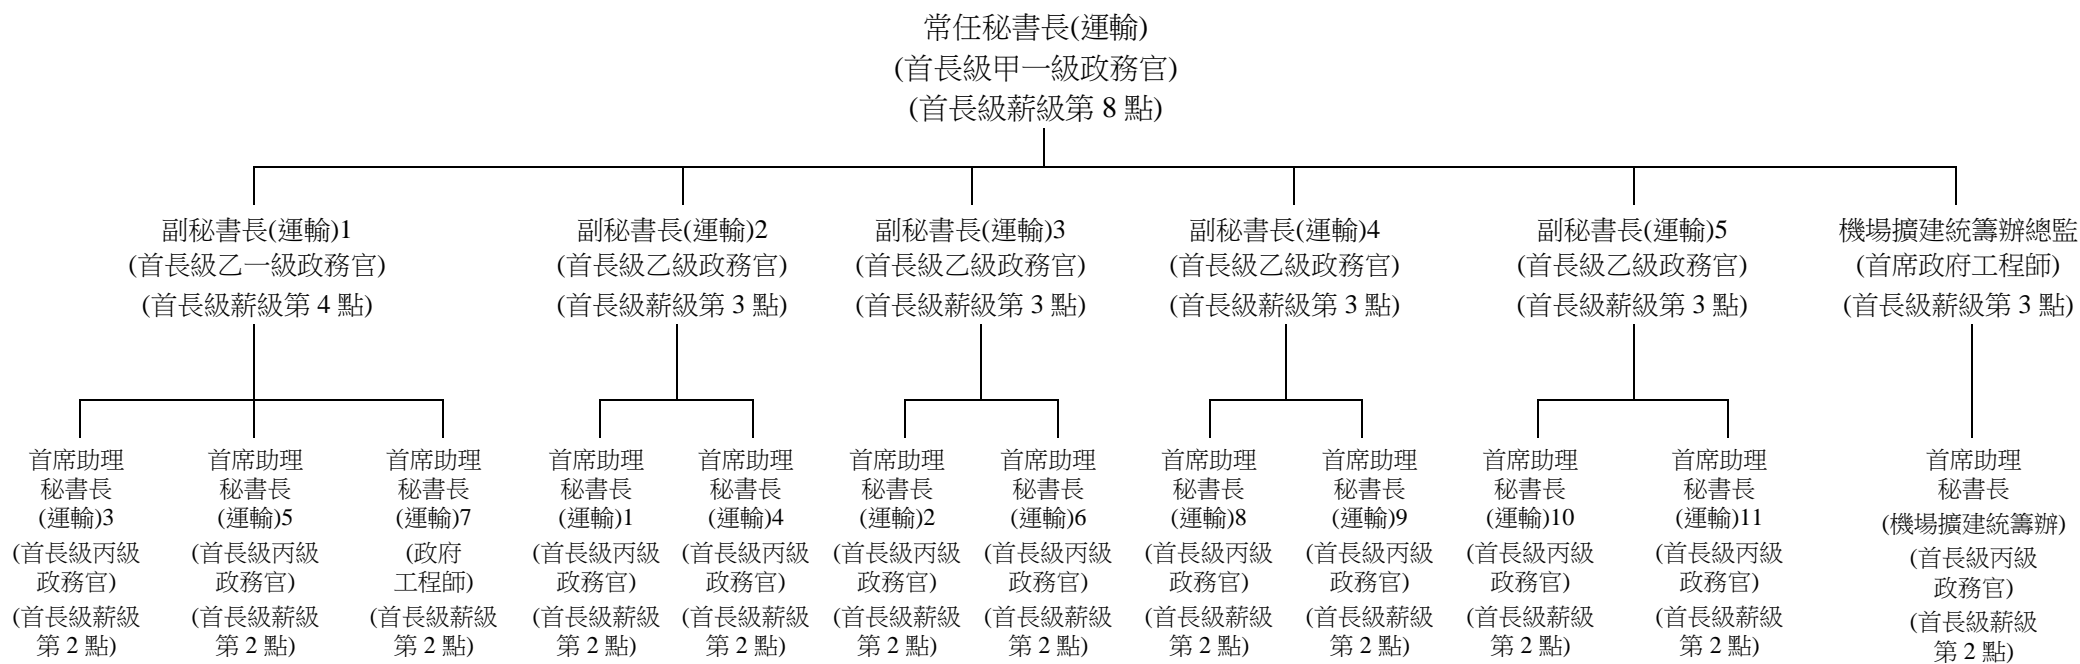 常任秘書長(運輸)
(首長級甲一級政務官)
(首長級薪級第 8 點)
副秘書長(運輸)1
(首長級乙一級政務官)
(首長級薪級第 4 點)
副秘書長(運輸)2
(首長級乙級政務官)
(首長級薪級第 3 點)
副秘書長(運輸)3
(首長級乙級政務官)
(首長級薪級第 3 點)
副秘書長(運輸)4
(首長級乙級政務官)
(首長級薪級第 3 點)
副秘書長(運輸)5
(首長級乙級政務官)
(首長級薪級第 3 點)
機場擴建統籌辦總監
(首席政府工程師)
(首長級薪級第 3 點)
首席助理
秘書長
(運輸)3
(首長級丙級
政務官)
(首長級薪級
第 2 點)
首席助理
秘書長
(運輸)5
(首長級丙級
政務官)
(首長級薪級
第 2 點)
首席助理
秘書長
(運輸)7
(政府
工程師)
(首長級薪級
第 2 點)
首席助理
秘書長
(運輸)1
(首長級丙級
政務官)
(首長級薪級
第 2 點)
首席助理
秘書長
(運輸)4
(首長級丙級
政務官)
(首長級薪級
第 2 點)
首席助理
秘書長
(運輸)2
(首長級丙級
政務官)
(首長級薪級
第 2 點)
首席助理
秘書長
(運輸)6
(首長級丙級
政務官)
(首長級薪級
第 2 點)
首席助理
秘書長
(運輸)8
(首長級丙級
政務官)
(首長級薪級
第 2 點)
首席助理
秘書長
(運輸)9
(首長級丙級
政務官)
(首長級薪級
第 2 點)
首席助理
秘書長
(運輸)10
(首長級丙級
政務官)
(首長級薪級
第 2 點)
首席助理
秘書長
(運輸)11
(首長級丙級
政務官)
(首長級薪級
第 2 點)
首席助理
秘書長
(機場擴建統籌辦)
(首長級丙級
政務官)
(首長級薪級
第 2 點)